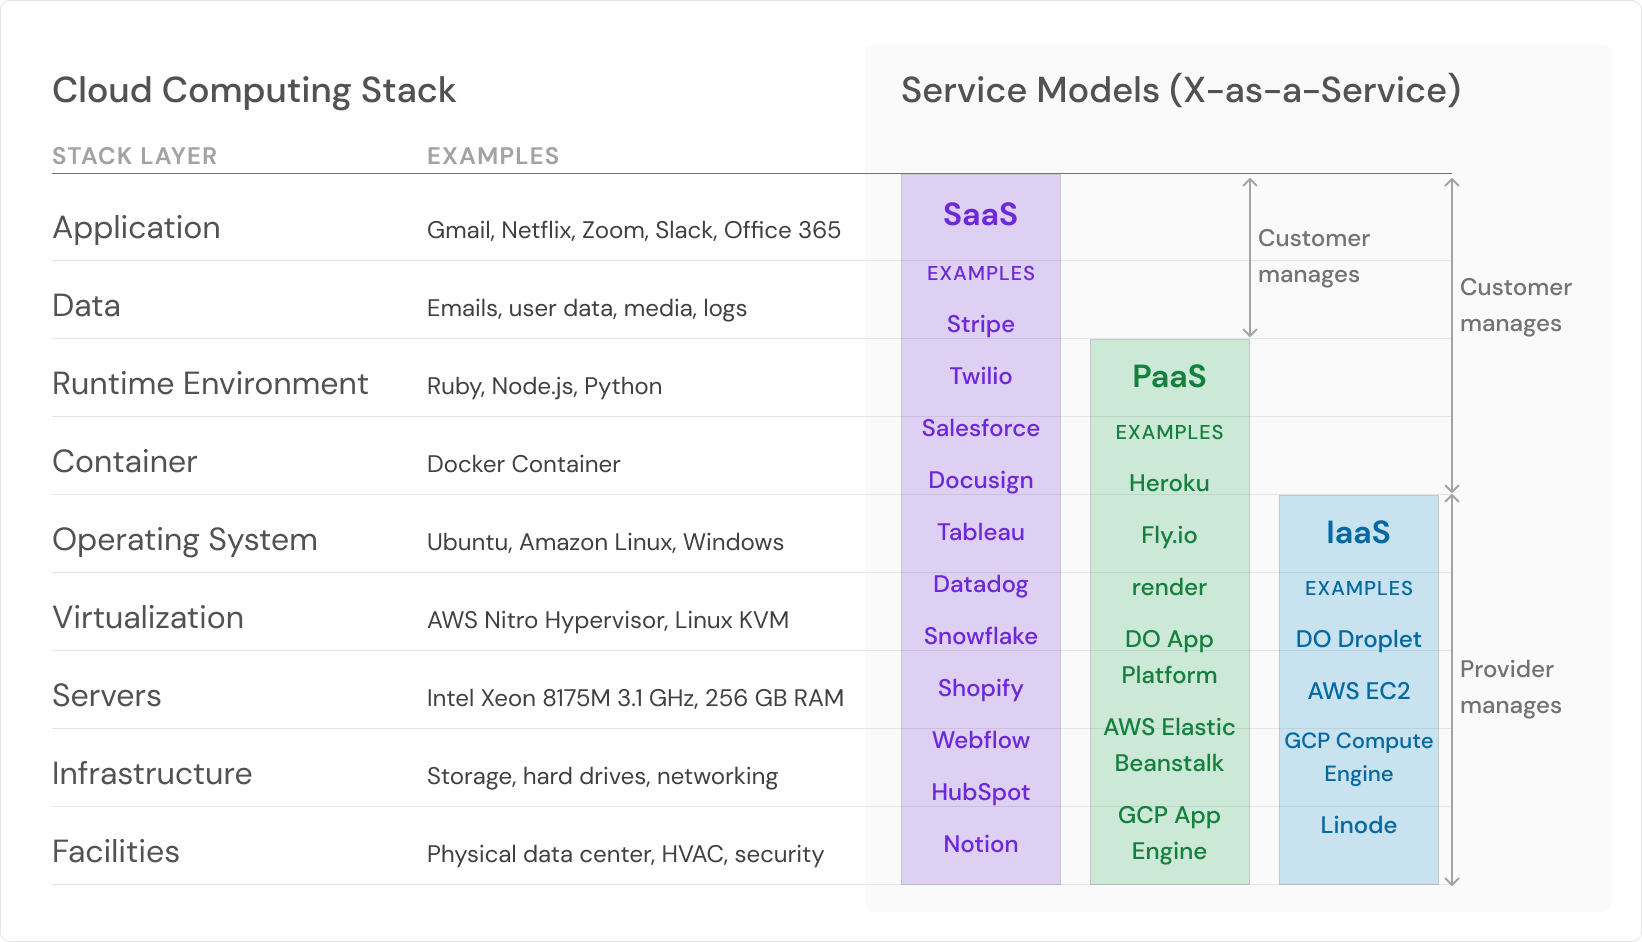 Cloud Computing Stack
Service Models (X-as-a-Service)
STACK LAYER
EXAMPLES
Application
Gmail, Netflix, Zoom, Slack, Office 365
Data
Emails, user data, media, logs
Runtime Environment
Ruby, Node.js, Python
Container
Docker Container
Operating System
Ubuntu, Amazon Linux, Windows
Virtualization
AWS Nitro Hypervisor, Linux KVM
Servers
Intel Xeon 8175M 3.1 GHz, 256 GB RAM
Infrastructure
Storage, hard drives, networking
Facilities
Physical data center, HVAC, security
SaaS
EXAMPLES
Stripe
Twilio
Salesforce
Docusign
Tableau
Datadog
Snowflake
Shopify
Webflow
HubSpot
Notion
Customer
manages
PaaS
EXAMPLES
Heroku
Fly.io
render
DO App
Platform
AWS Elastic
Beanstalk
GCP App
Engine
Customer
manages
IaaS
EXAMPLES
DO Droplet
AWS EC2
GCP Compute
Engine
Linode
Provider
manages